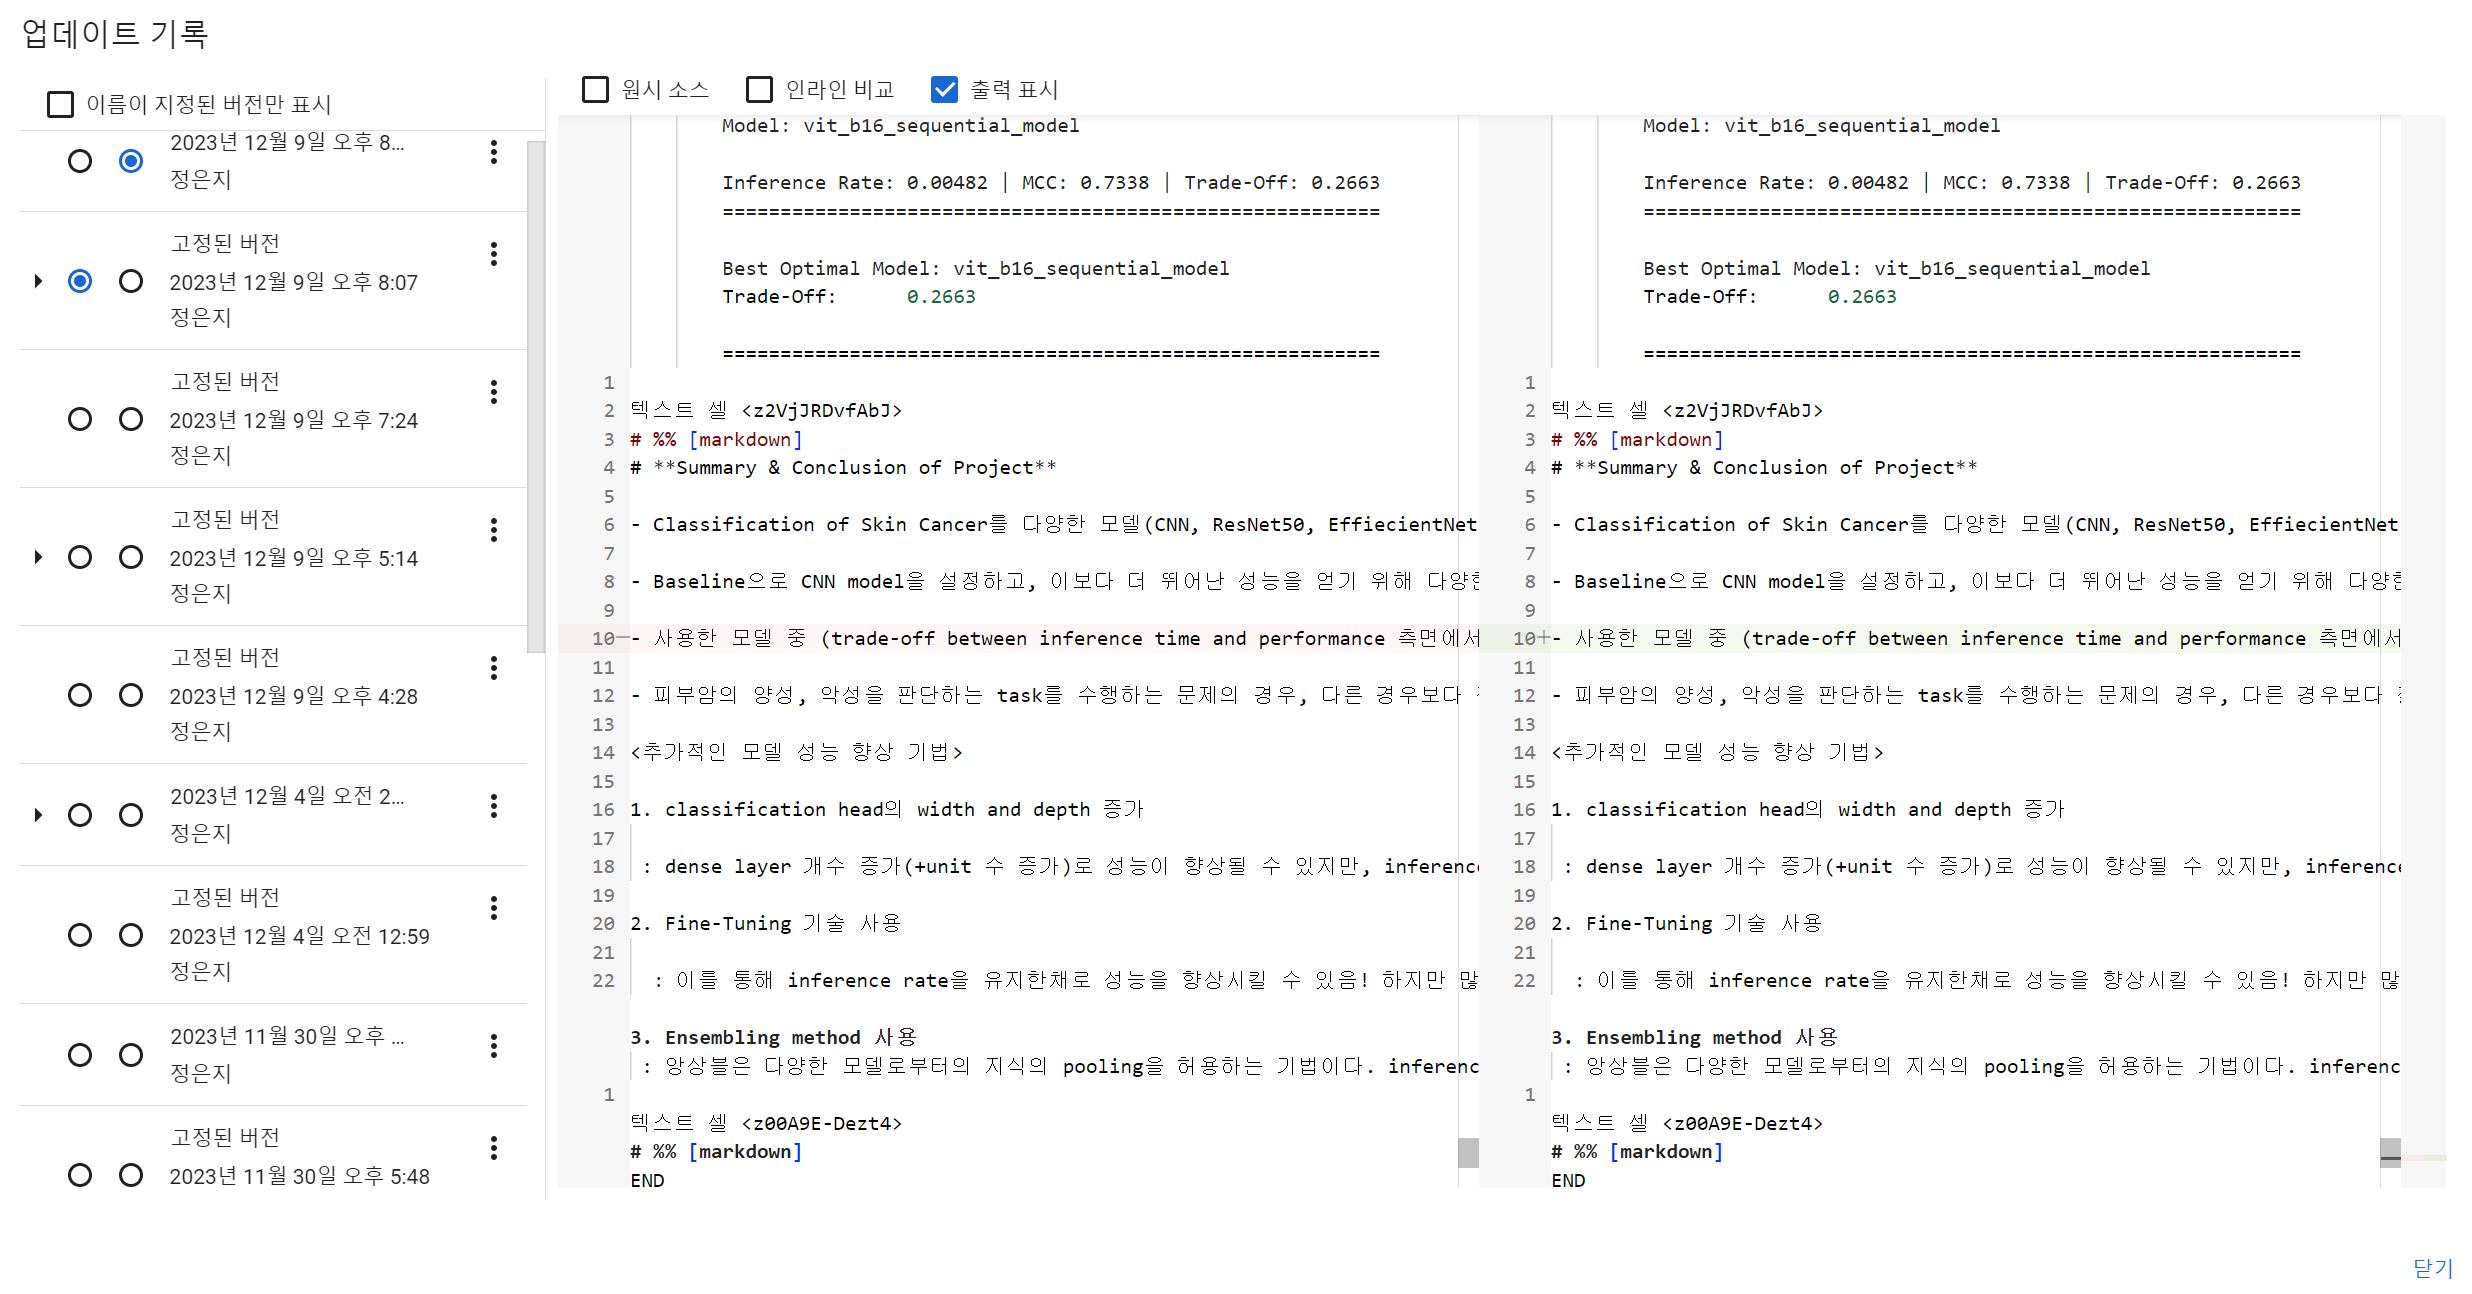 업데이트 기록
이름이 지정된 버전만 표시
2023년 12월 9일 오후 8...
정은지
고정된 버전
2023년 12월 9일 오후 8:07
정은지
고정된 버전
2023년 12월 9일 오후 7:24
정은지
고정된 버전
2023년 12월 9일 오후 5:14
정은지
고정된 버전
2023년 12월 9일 오후 4:28
정은지
2023년 12월 4일 오전 2...
정은지
고정된 버전
2023년 12월 4일 오전 12:59
정은지
2023년 11월 30일 오후 ...
정은지
고정된 버전
2023년 11월 30일 오후 5:48
원시 소스 인라인 비교 출력 표시
Model: vit_b16_sequential_model
Inference Rate: 0.00482 | MCC: 0.7338 | Trade-Off: 0.2663
=========================================================
Best Optimal Model: vit_b16_sequential_model
Trade-Off: 0.2663
=========================================================
1
2 텍스트 셀 <z2VjJRDvfAbJ>
3 # %% [markdown]
4 # **Summary & Conclusion of Project**
5
6 - Classification of Skin Cancer를 다양한 모델(CNN, ResNet50, EffiecientNet
7
8 - Baseline으로 CNN model을 설정하고, 이보다 더 뛰어난 성능을 얻기 위해 다양한
9
10 — - 사용한 모델 중 (trade-off between inference time and performance 측면에서
11
12 - 피부암의 양성, 악성을 판단하는 task를 수행하는 문제의 경우, 다른 경우보다
13
14 <추가적인 모델 성능 향상 기법>
15
16 1. classification head의 width and depth 증가
17
18 : dense layer 개수 증가(+unit 수 증가)로 성능이 향상될 수 있지만, inference
19
20 2. Fine-Tuning 기술 사용
21
22 : 이를 통해 inference rate을 유지한채로 성능을 향상시킬 수 있음! 하지만 많
3. Ensembling method 사용
: 앙상블은 다양한 모델로부터의 지식의 pooling을 허용하는 기법이다. inferenc
1
텍스트 셀 <z00A9E-Dezt4>
# %% [markdown]
END
Model: vit_b16_sequential_model
Inference Rate: 0.00482 | MCC: 0.7338 | Trade-Off: 0.2663
=========================================================
Best Optimal Model: vit_b16_sequential_model
Trade-Off: 0.2663
=========================================================
1
2 텍스트 셀 <z2VjJRDvfAbJ>
3 # %% [markdown]
4 # **Summary & Conclusion of Project**
5
6 - Classification of Skin Cancer를 다양한 모델(CNN, ResNet50, EffiecientNet
7
8 - Baseline으로 CNN model을 설정하고, 이보다 더 뛰어난 성능을 얻기 위해 다양한
9
10 + - 사용한 모델 중 (trade-off between inference time and performance 측면에서
11
12 - 피부암의 양성, 악성을 판단하는 task를 수행하는 문제의 경우, 다른 경우보다
13
14 <추가적인 모델 성능 향상 기법>
15
16 1. classification head의 width and depth 증가
17
18 : dense layer 개수 증가(+unit 수 증가)로 성능이 향상될 수 있지만, inference
19
20 2. Fine-Tuning 기술 사용
21
22 : 이를 통해 inference rate을 유지한채로 성능을 향상시킬 수 있음! 하지만 많
3. Ensembling method 사용
: 앙상블은 다양한 모델로부터의 지식의 pooling을 허용하는 기법이다. inferenc
1
텍스트 셀 <z00A9E-Dezt4>
# %% [markdown]
END
닫기